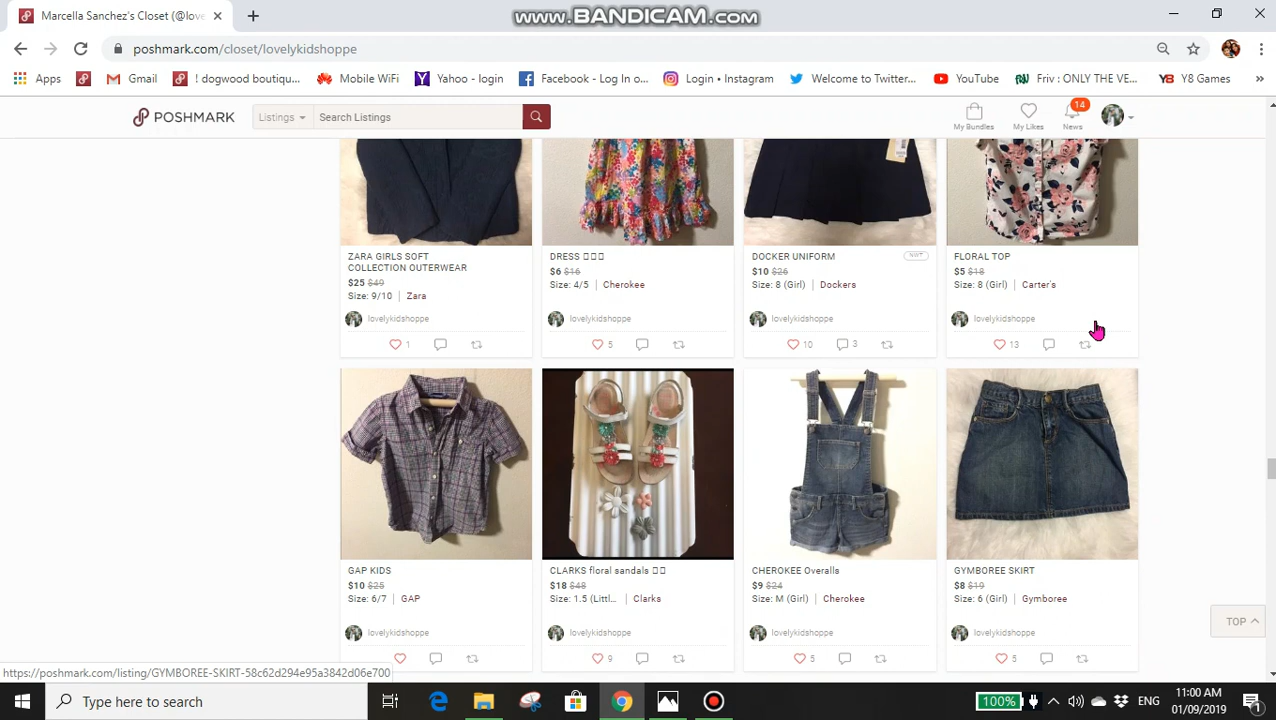 Marcella Sanchez's Closet (@love
www.BANDICAM.com
poshmark.com/closet/lovelykidshoppe
Apps
Gmail
! dogwood boutiqu...
Mobile WiFi
Yahoo - login
Facebook - Log In o...
Login • Instagram
Welcome to Twitter...
YouTube
Friv : ONLY THE VE...
Y8 Games
»
POSHMARK
Listings
Search Listings
My Bundles
My Likes
14
News
ZARA GIRLS SOFT
COLLECTION OUTERWEAR
$25 $49
Size: 9/10 | Zara
lovelykidshoppe
1
DRESS
$6 $16
Size: 4/5 | Cherokee
lovelykidshoppe
5
DOCKER UNIFORM
NWT
$10 $26
Size: 8 (Girl) | Dockers
lovelykidshoppe
10
3
FLORAL TOP
$5 $18
Size: 8 (Girl) | Carter's
lovelykidshoppe
13
GAP KIDS
$10 $25
Size: 6/7 | GAP
lovelykidshoppe
CLARKS floral sandals
$18 $48
Size: 1.5 (Littl... | Clarks
lovelykidshoppe
9
CHEROKEE Overalls
$9 $24
Size: M (Girl) | Cherokee
lovelykidshoppe
5
GYMBOREE SKIRT
$8 $19
Size: 6 (Girl) | Gymboree
lovelykidshoppe
5
TOP
https://poshmark.com/listing/GYMBOREE-SKIRT-58c62d294e95a3842d06e700
Type here to search
100%
ENG
11:00 AM
01/09/2019
1